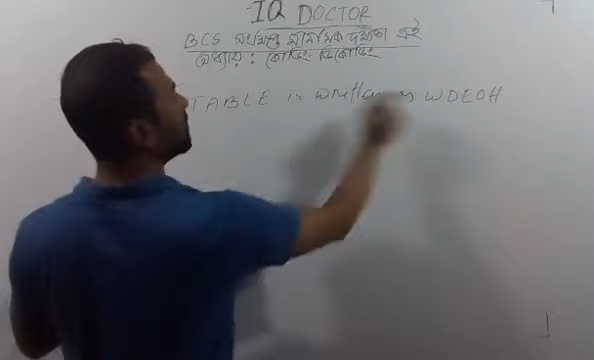 IQ DOCTOR
BCS সংক্রান্ত মানসিক দক্ষতা বই
অধ্যায় : কোডিং ডিকোডিং
TABLE is written as WDEOH